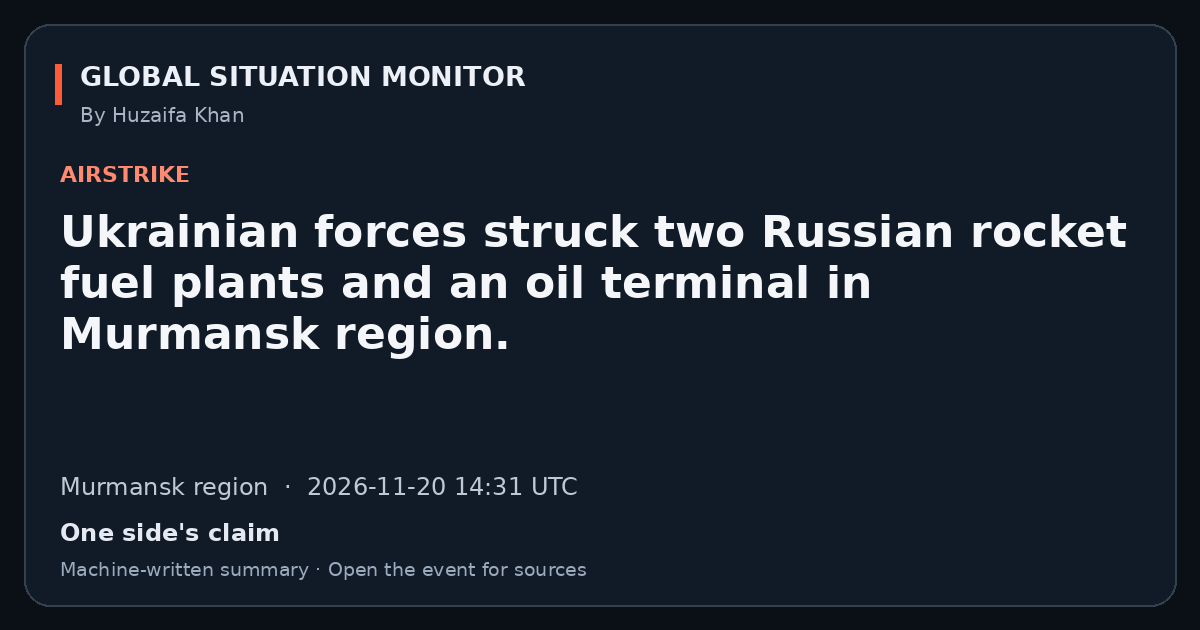 GLOBAL SITUATION MONITOR
By Huzaifa Khan
AIRSTRIKE
Ukrainian forces struck two Russian rocket
fuel plants and an oil terminal in
Murmansk region.
Murmansk region · 2026-11-20 14:31 UTC
One side's claim
Machine-written summary · Open the event for sources